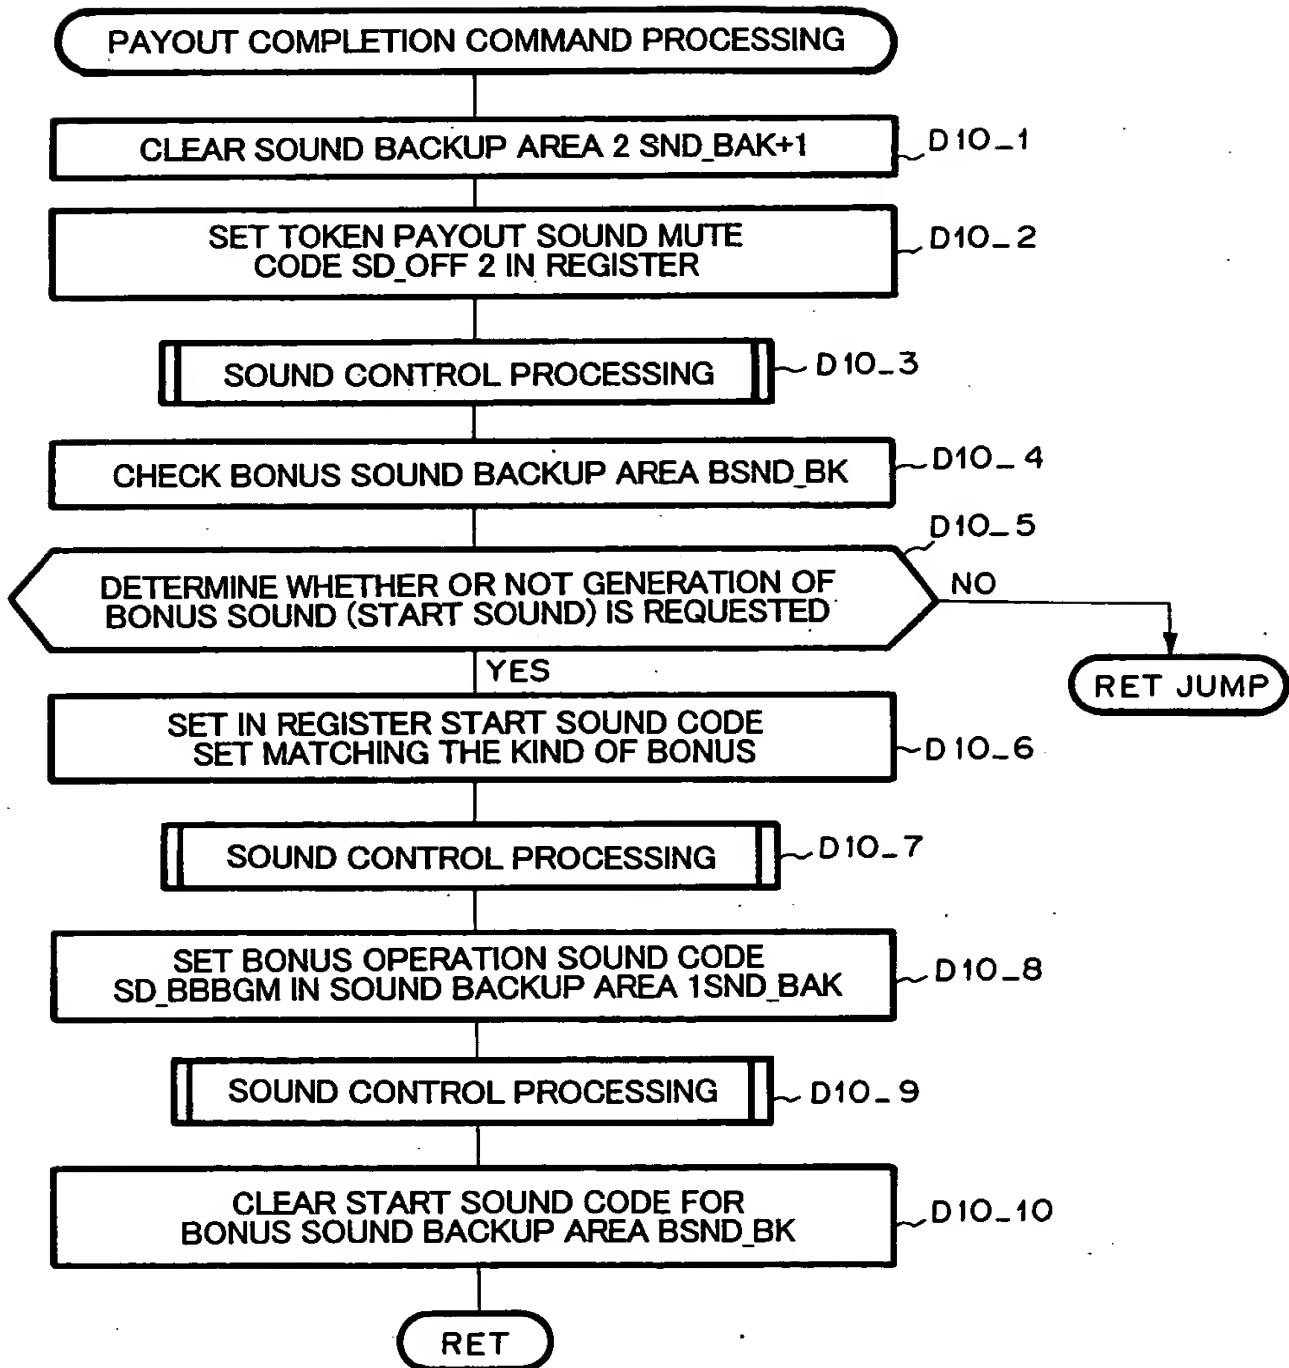 PAYOUT COMPLETION COMMAND PROCESSING
CLEAR SOUND BACKUP AREA 2 SND_BAK+1
D10_1
SET TOKEN PAYOUT SOUND MUTE
CODE SD_OFF 2 IN REGISTER
D10_2
SOUND CONTROL PROCESSING
D10_3
CHECK BONUS SOUND BACKUP AREA BSND_BK
D10_4
D10_5
DETERMINE WHETHER OR NOT GENERATION OF
BONUS SOUND (START SOUND) IS REQUESTED
NO
YES
RET JUMP
SET IN REGISTER START SOUND CODE
SET MATCHING THE KIND OF BONUS
D10_6
SOUND CONTROL PROCESSING
D10_7
SET BONUS OPERATION SOUND CODE
SD_BBBGM IN SOUND BACKUP AREA 1SND_BAK
D10_8
SOUND CONTROL PROCESSING
D10_9
CLEAR START SOUND CODE FOR
BONUS SOUND BACKUP AREA BSND_BK
D10_10
RET